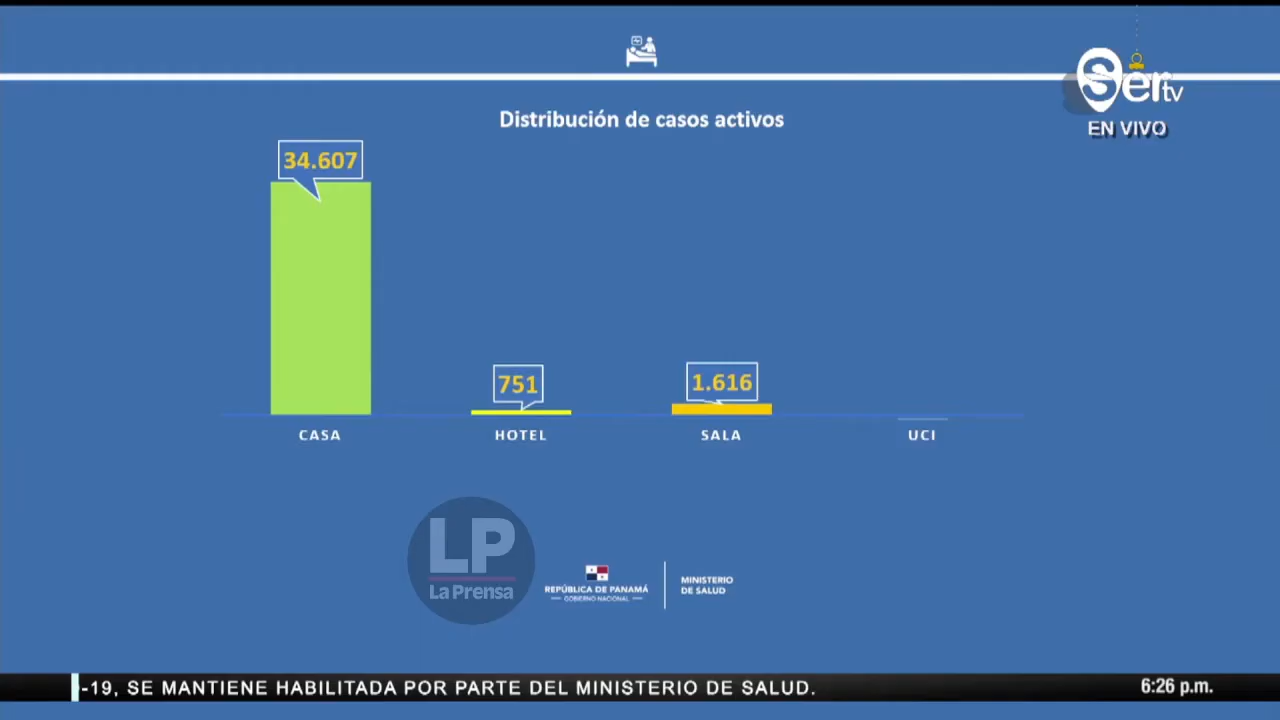 Ser tv
EN VIVO
Distribución de casos activos
34.607
751
1.616
CASA
HOTEL
SALA
UCI
LP
La Prensa
REPÚBLICA DE PANAMÁ
GOBIERNO NACIONAL
MINISTERIO
DE SALUD
-19, SE MANTIENE HABILITADA POR PARTE DEL MINISTERIO DE SALUD.
6:26 p.m.